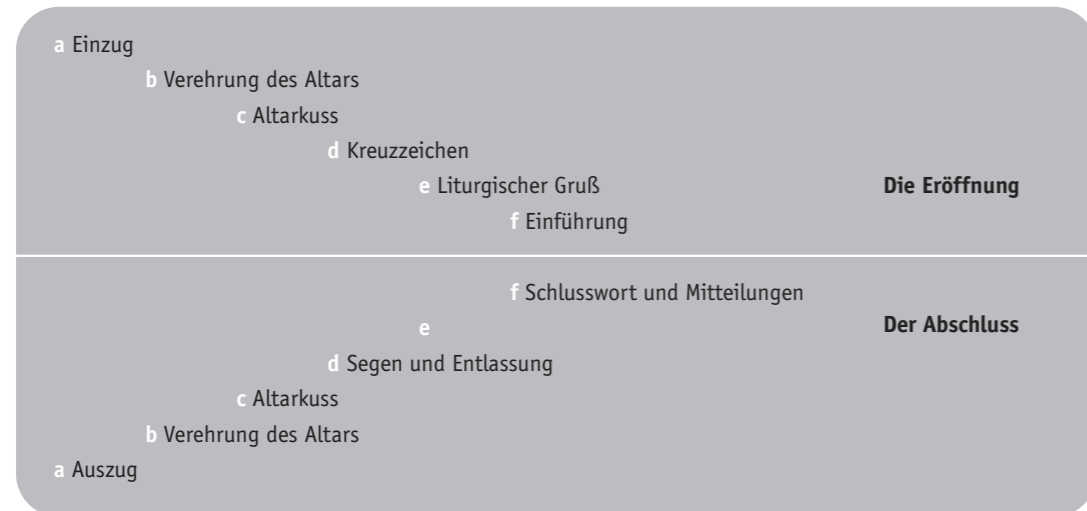 a Einzug
b Verehrung des Altars
c Altarkuss
d Kreuzzeichen
e Liturgischer Gruß
Die Eröffnung
f Einführung
f Schlusswort und Mitteilungen
e
Der Abschluss
d Segen und Entlassung
c Altarkuss
b Verehrung des Altars
a Auszug